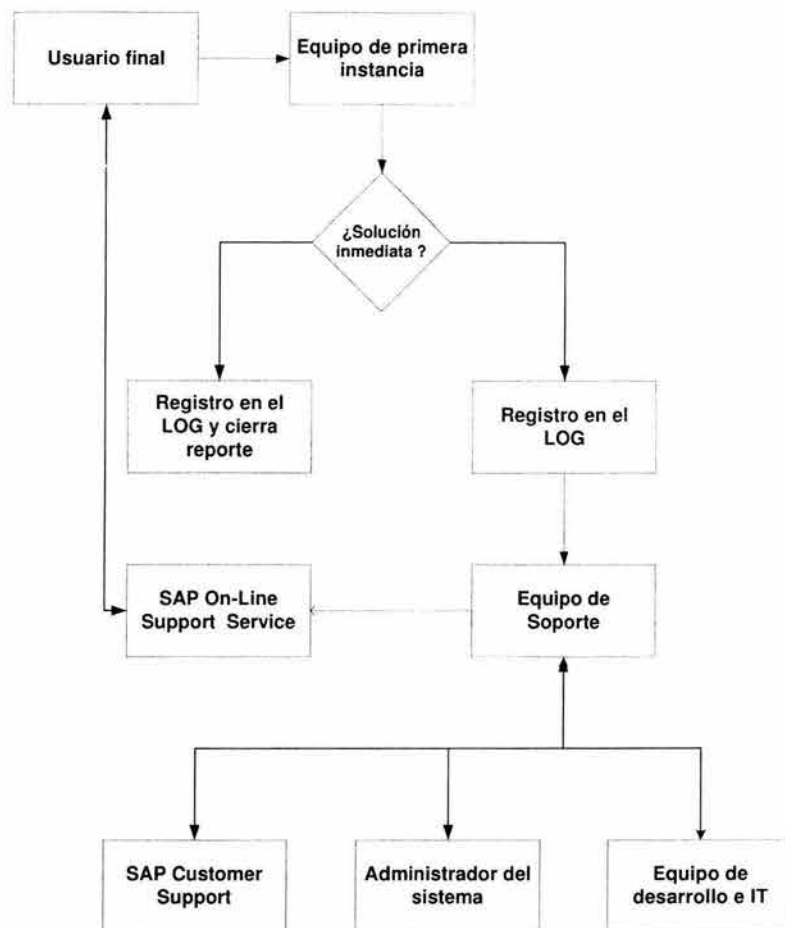 Usuario final
Equipo de primera
instancia
¿Solución
inmediata ?
Registro en el
LOG y cierra
reporte
Registro en el
LOG
SAP On-Line
Support Service
Equipo de
Soporte
SAP Customer
Support
Administrador del
sistema
Equipo de
desarrollo e IT